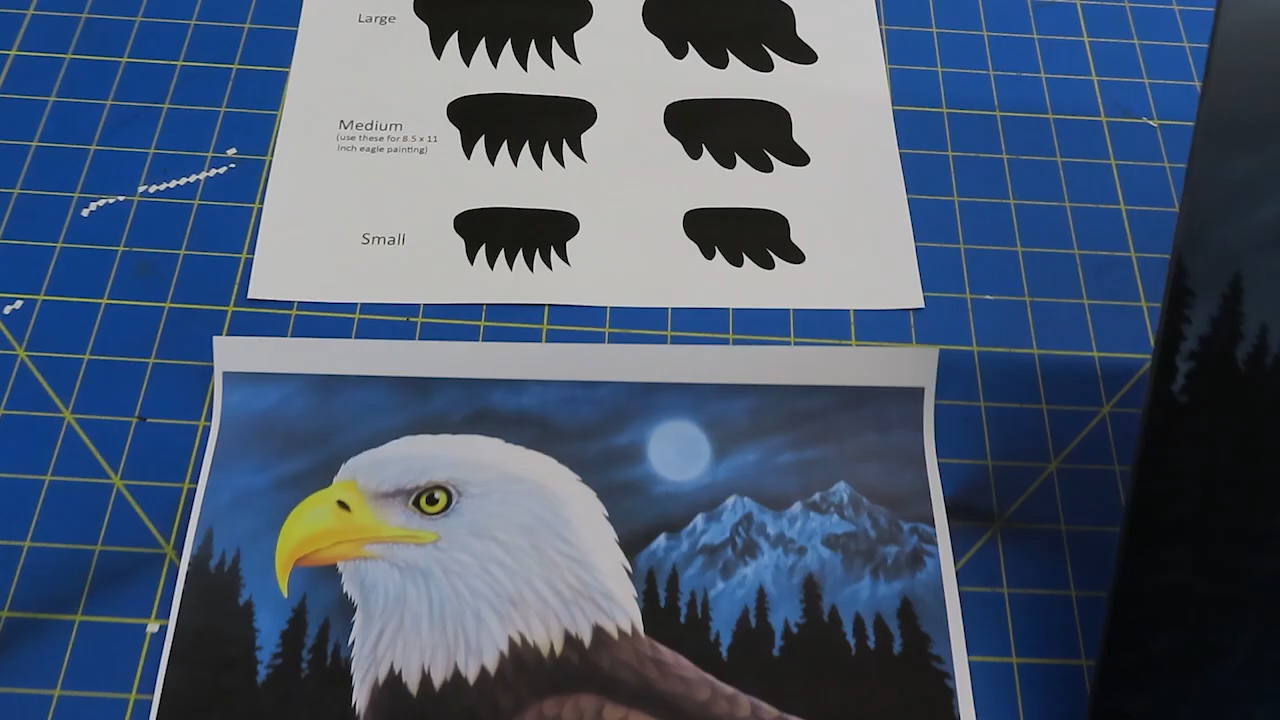 Large
Medium
(use these for 8.5 x 11
inch eagle painting)
Small